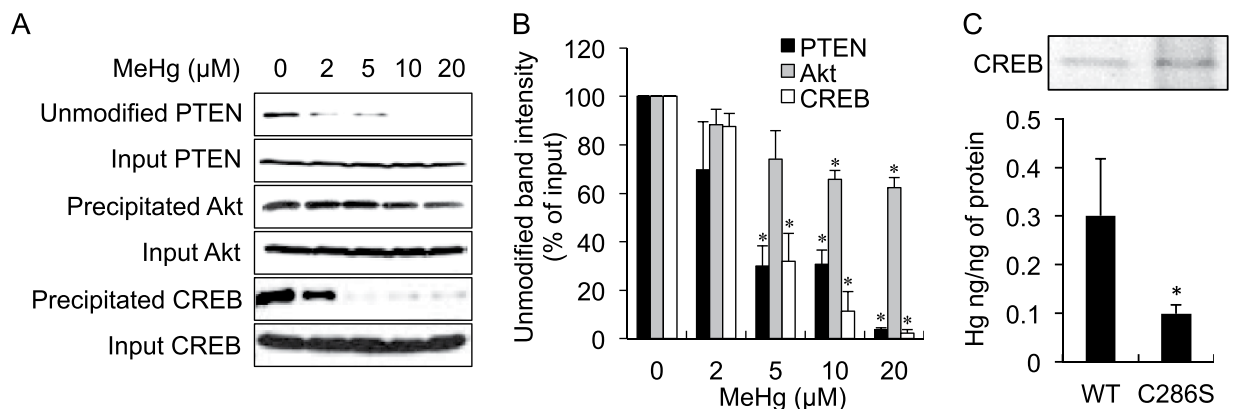 A
MeHg (µM) 0 2 5 10 20
Unmodified PTEN
Input PTEN
Precipitated Akt
Input Akt
Precipitated CREB
Input CREB
B
Unmodified band intensity
(% of input)
120
100
80
60
40
20
0
PTEN
Akt
CREB
* *
* * *
* * *
0 2 5 10 20
MeHg (µM)
C
CREB
Hg ng/ng of protein
0.5
0.4
0.3
0.2
0.1
0
*
WT C286S